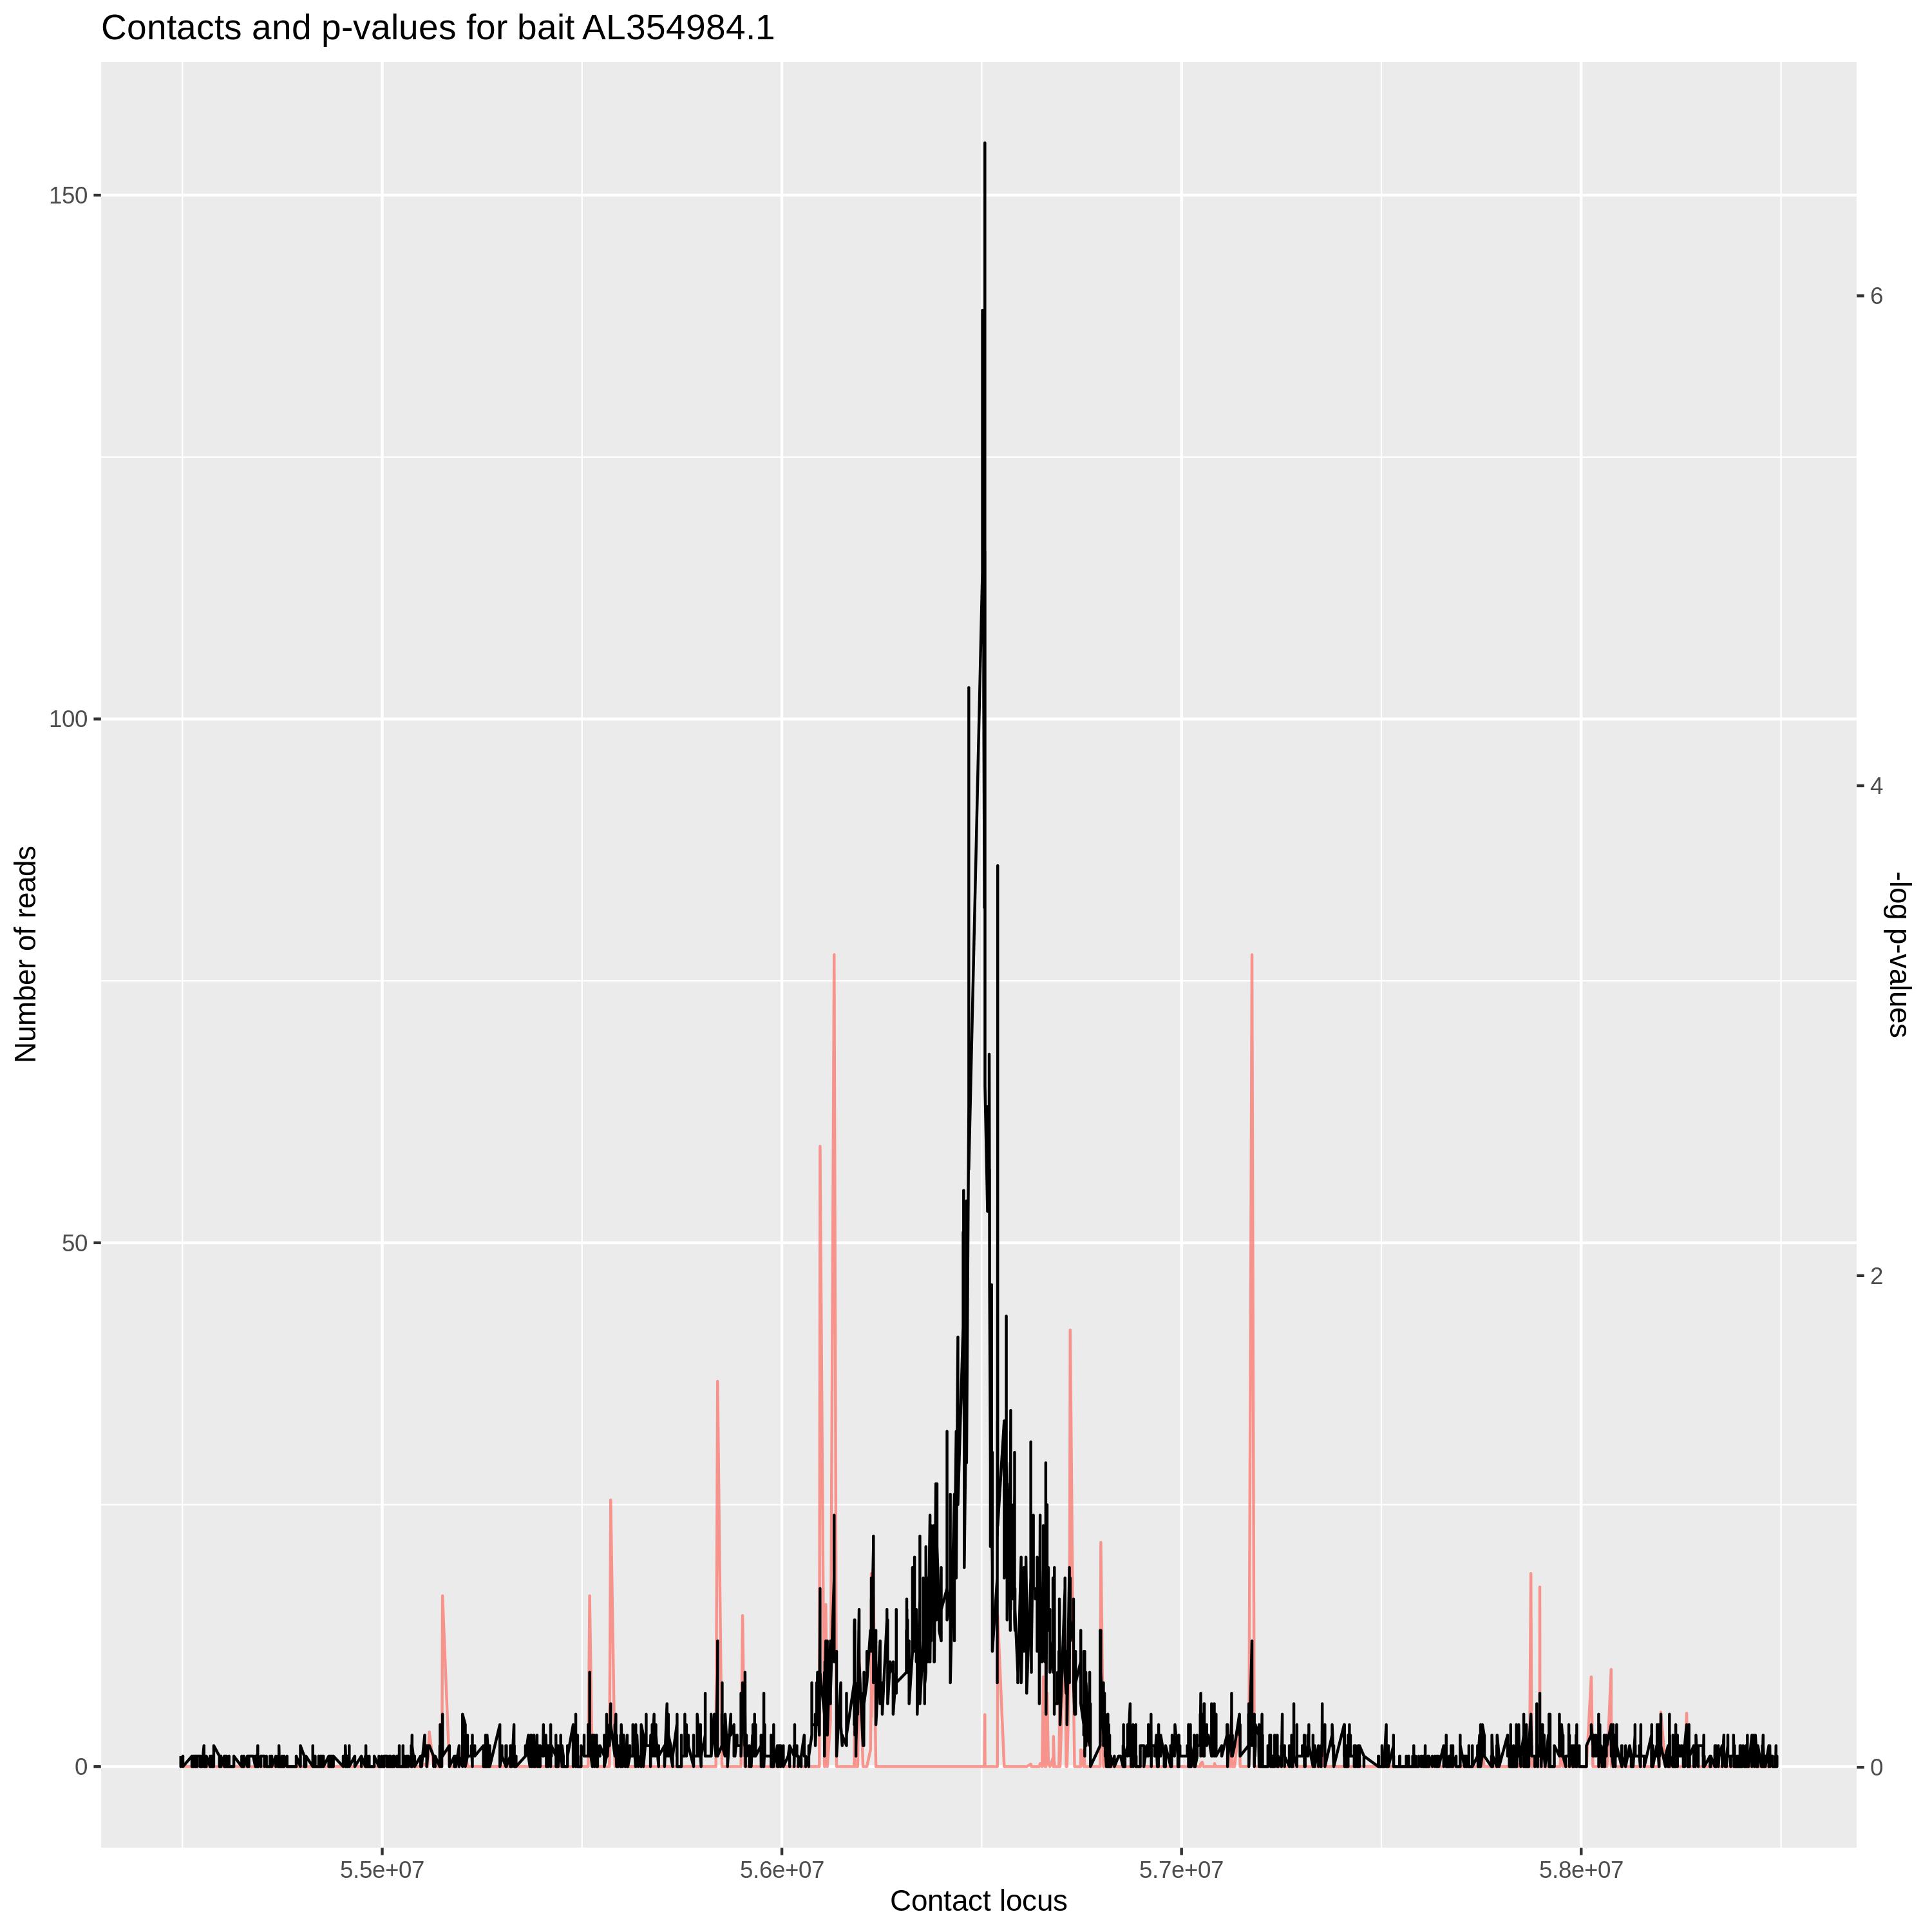 Contacts and p-values for bait AL354984.1
150
100
50
0
Number of reads
6
4
2
0
-log p-values
5.5e+07 5.6e+07 5.7e+07 5.8e+07
Contact locus